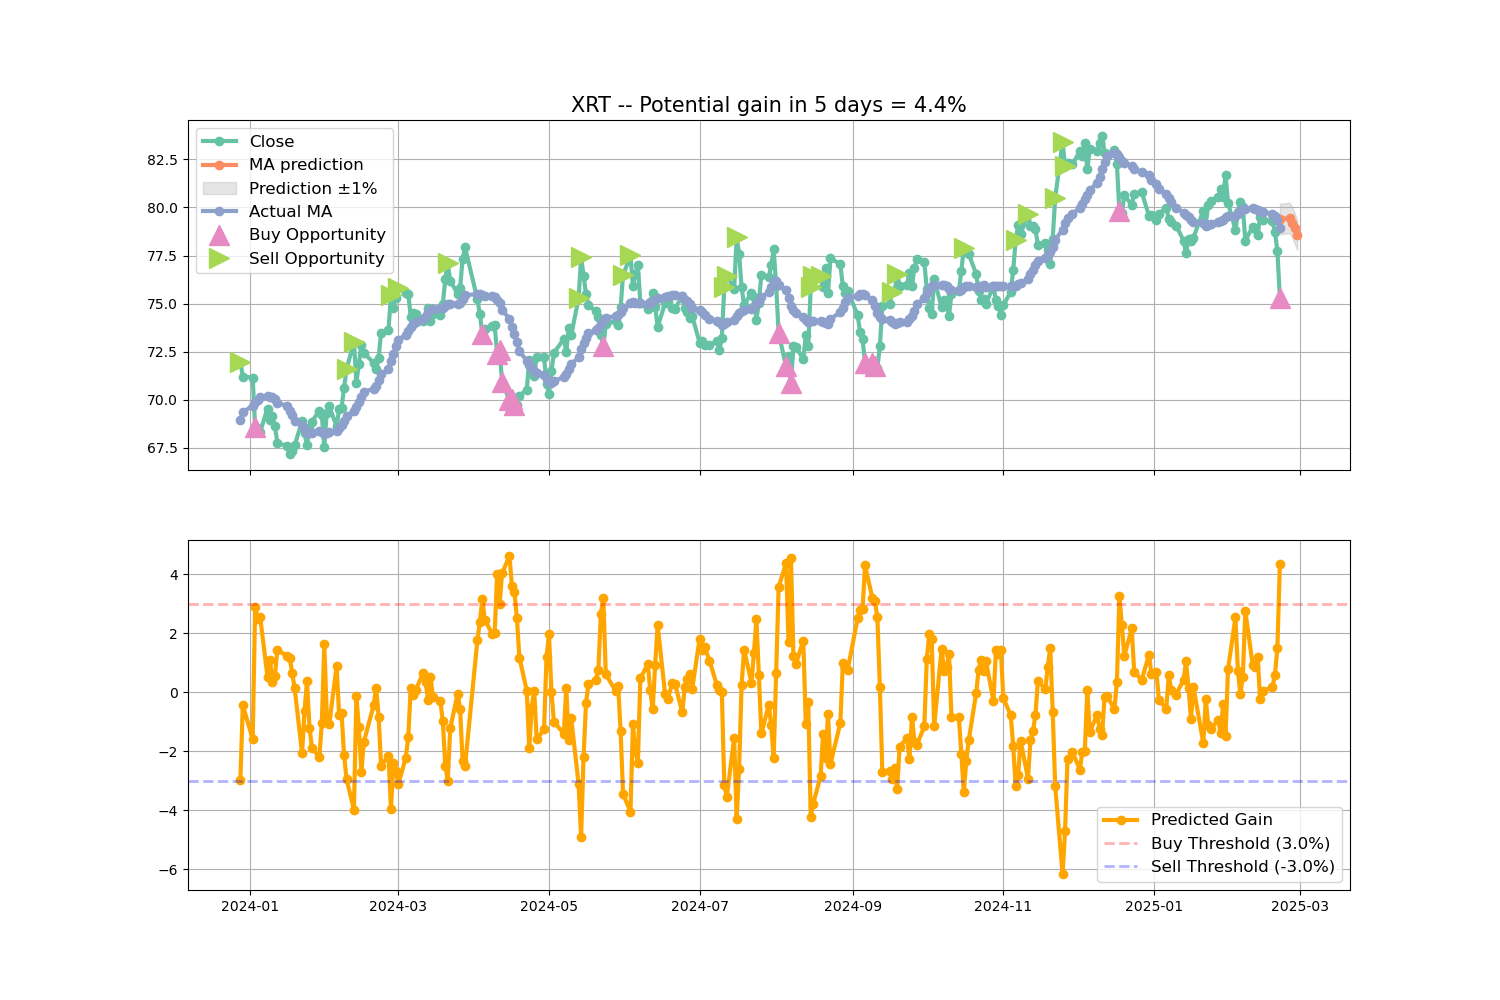 XRT -- Potential gain in 5 days = 4.4%
Close
MA prediction
Prediction ±1%
Actual MA
Buy Opportunity
Sell Opportunity
82.5
80.0
77.5
75.0
72.5
70.0
67.5
4
2
0
−2
−4
−6
Predicted Gain
Buy Threshold (3.0%)
Sell Threshold (-3.0%)
2024-01 2024-03 2024-05 2024-07 2024-09 2024-11 2025-01 2025-03